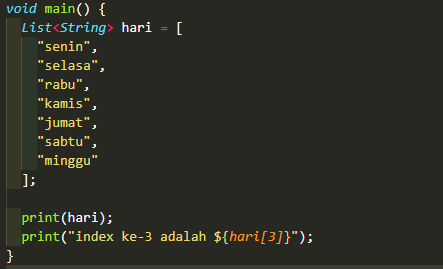 void main() {
  List<String> hari = [
    "senin",
    "selasa",
    "rabu",
    "kamis",
    "jumat",
    "sabtu",
    "minggu"
  ];

  print(hari);
  print("index ke-3 adalah ${hari[3]}");
}